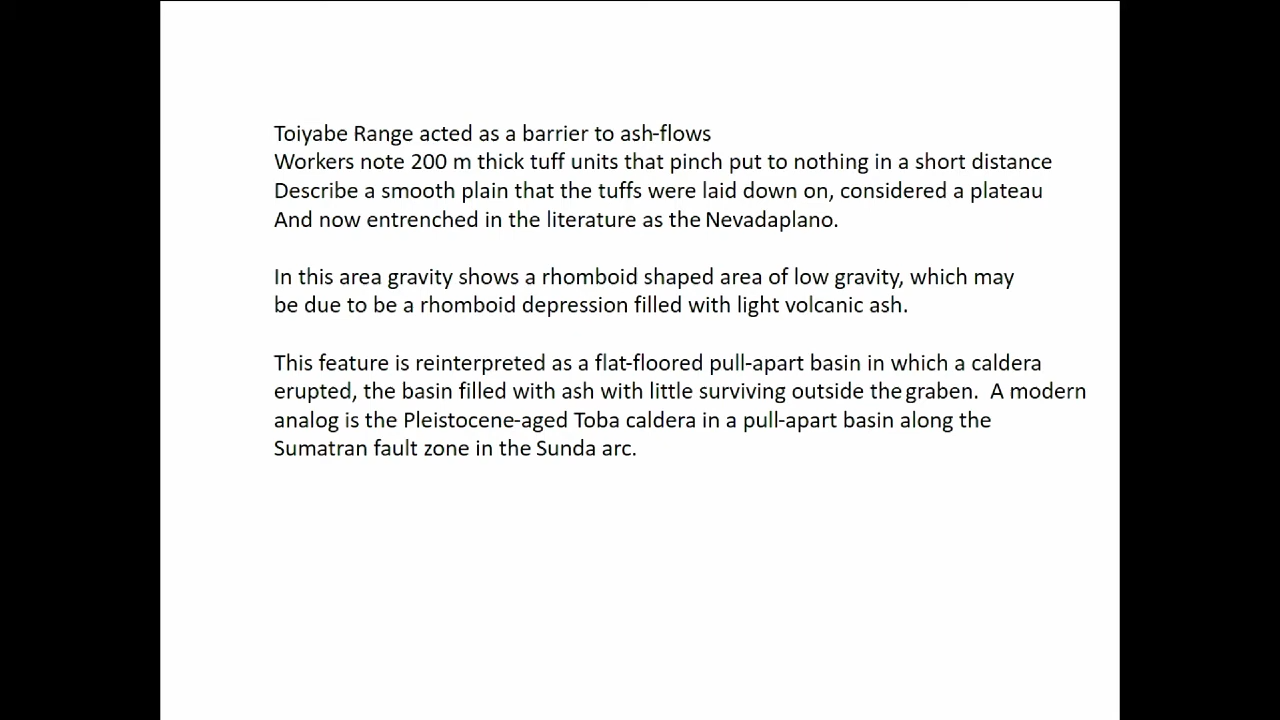 Toiyabe Range acted as a barrier to ash-flows
Workers note 200 m thick tuff units that pinch put to nothing in a short distance
Describe a smooth plain that the tuffs were laid down on, considered a plateau
And now entrenched in the literature as the Nevadaplano.
In this area gravity shows a rhomboid shaped area of low gravity, which may
be due to be a rhomboid depression filled with light volcanic ash.
This feature is reinterpreted as a flat-floored pull-apart basin in which a caldera
erupted, the basin filled with ash with little surviving outside the graben.  A modern
analog is the Pleistocene-aged Toba caldera in a pull-apart basin along the
Sumatran fault zone in the Sunda arc.